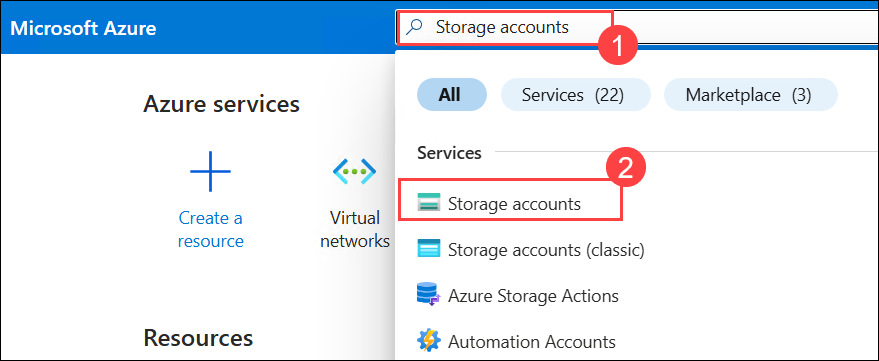 Microsoft Azure
Storage accounts
1
All
Services (22)
Marketplace (3)
Azure services
Create a
resource
Virtual
networks
Resources
Services
2
Storage accounts
Storage accounts (classic)
Azure Storage Actions
Automation Accounts